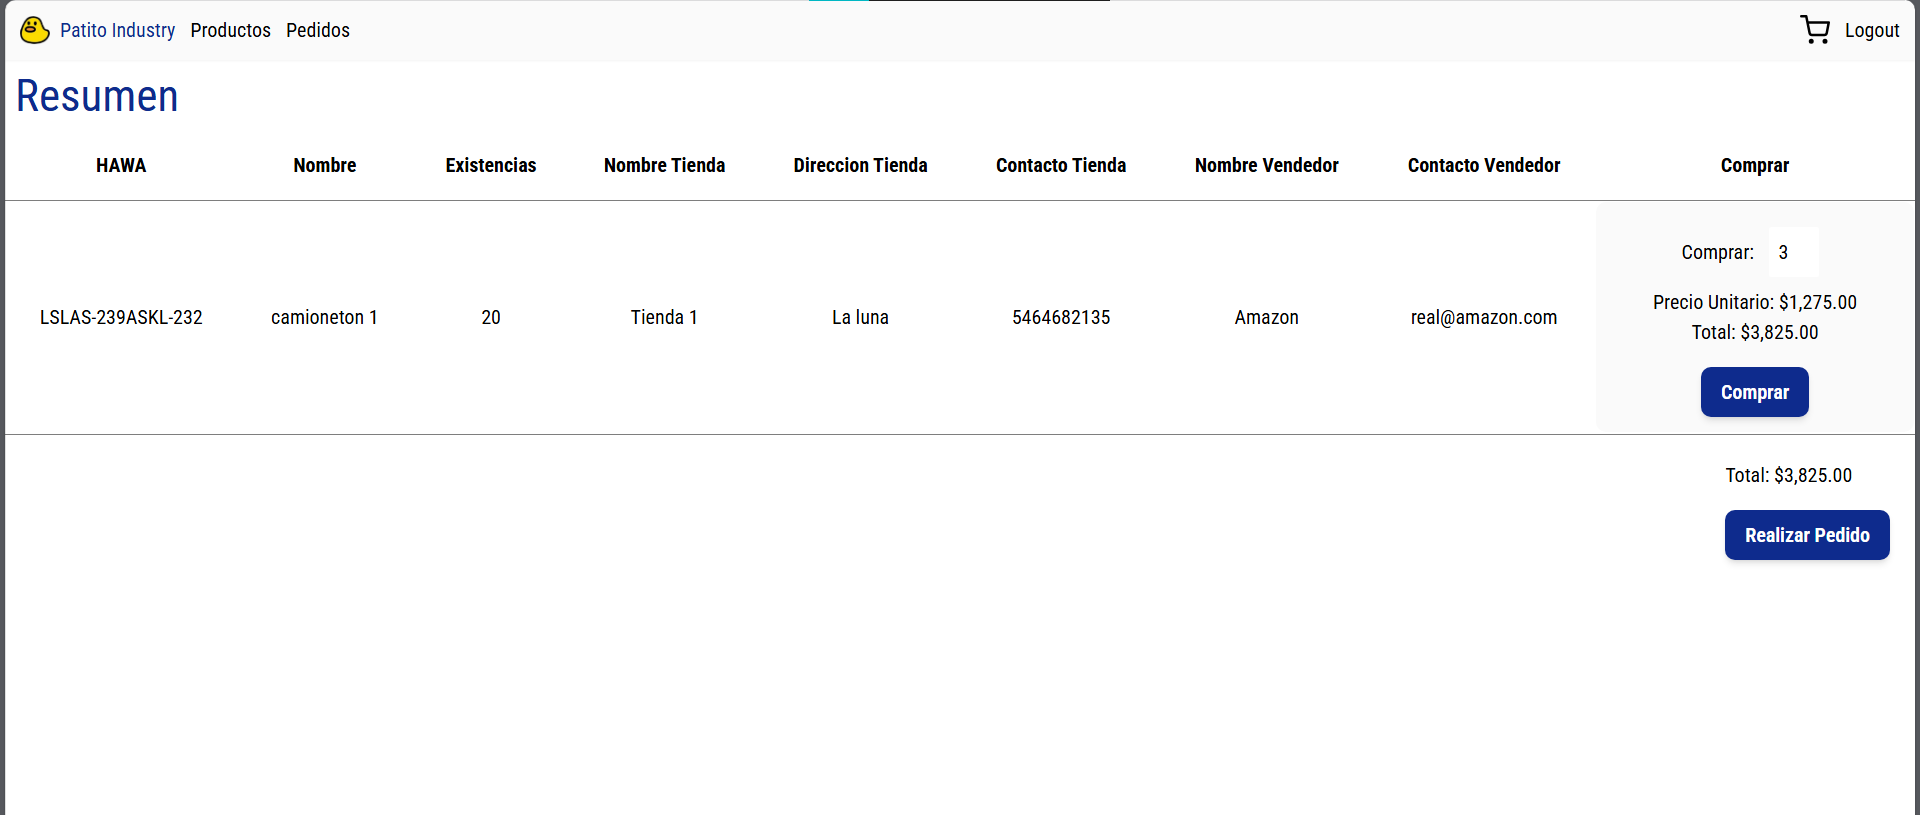 Patito Industry Productos Pedidos Logout
Resumen
HAWA Nombre Existencias Nombre Tienda Direccion Tienda Contacto Tienda Nombre Vendedor Contacto Vendedor Comprar
Comprar: 3
LSLAS-239ASKL-232 camioneton 1 20 Tienda 1 La luna 5464682135 Amazon real@amazon.com
Precio Unitario: $1,275.00
Total: $3,825.00
Comprar
Total: $3,825.00
Realizar Pedido